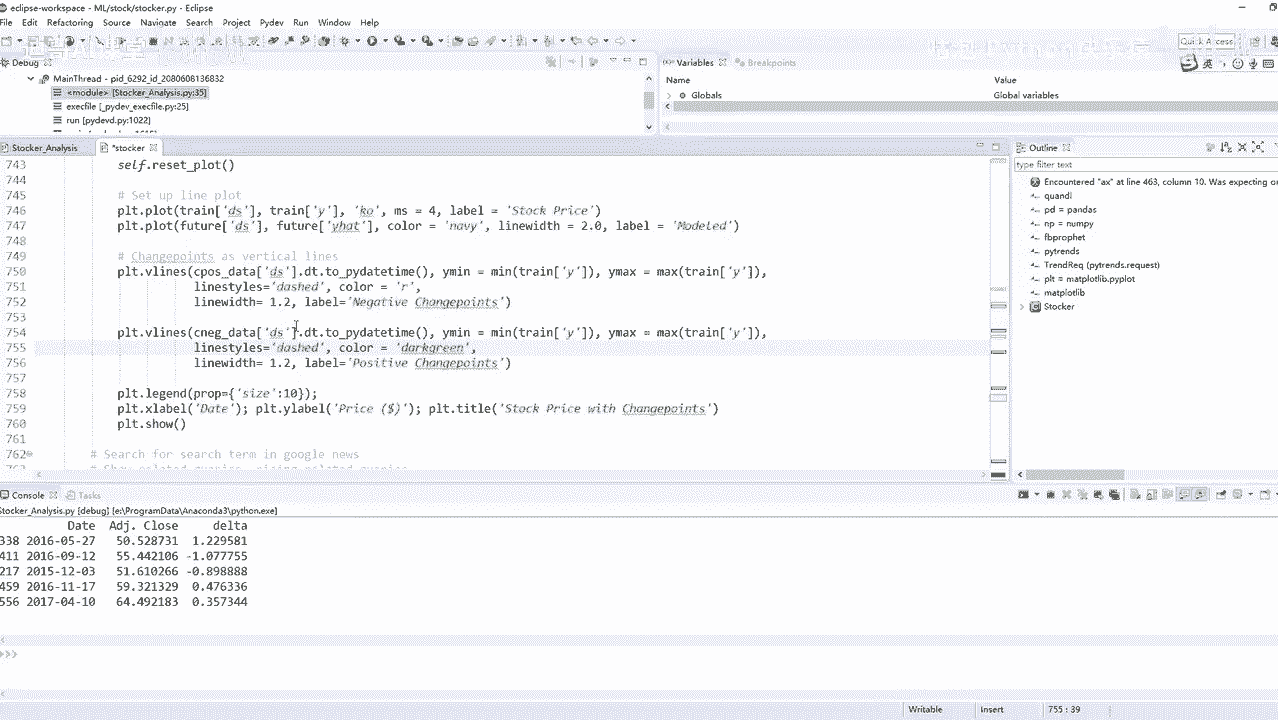 eclipse-workspace - ML/stock/stocker.py - Eclipse
File Edit Refactoring Source Navigate Search Project Pydev Run Window Help
Quick Access
Debug
MainThread - pid_6292_id_2080608136832
<module> [Stocker_Analysis.py:35]
execfile [_pydev_execfile.py:25]
run [pydevd.py:1022]
Variables Breakpoints
Name Value
Globals Global variables
Stocker_Analysis *stocker
743 self.reset_plot()
744
745 # Set up line plot
746 plt.plot(train['ds'], train['y'], 'ko', ms = 4, label = 'Stock Price')
747 plt.plot(future['ds'], future['yhat'], color = 'navy', linewidth = 2.0, label = 'Modeled')
748
749 # Changepoints as vertical lines
750 plt.vlines(cpos_data['ds'].dt.to_pydatetime(), ymin = min(train['y']), ymax = max(train['y']),
751 linestyles='dashed', color = 'r',
752 linewidth= 1.2, label='Negative Changepoints')
753
754 plt.vlines(cneg_data['ds'].dt.to_pydatetime(), ymin = min(train['y']), ymax = max(train['y']),
755 linestyles='dashed', color = 'darkgreen',
756 linewidth= 1.2, label='Positive Changepoints')
757
758 plt.legend(prop={'size':10});
759 plt.xlabel('Date'); plt.ylabel('Price ($)'); plt.title('Stock Price with Changepoints')
760 plt.show()
761
762 # Search for search term in google news
Outline
type filter text
Encountered "ax" at line 463, column 10. Was expecting on
quandl
pd = pandas
np = numpy
fbprophet
pytrends
TrendReq (pytrends.request)
plt = matplotlib.pyplot
matplotlib
Stocker
Console Tasks
Stocker_Analysis.py [debug] [e:\ProgramData\Anaconda3\python.exe]
Date Adj. Close delta
338 2016-05-27 50.528731 1.229581
411 2016-09-12 55.442106 -1.077755
217 2015-12-03 51.610266 -0.898888
459 2016-11-17 59.321329 0.476336
556 2017-04-10 64.492183 0.357344
>>>
Writable Insert 755 : 39